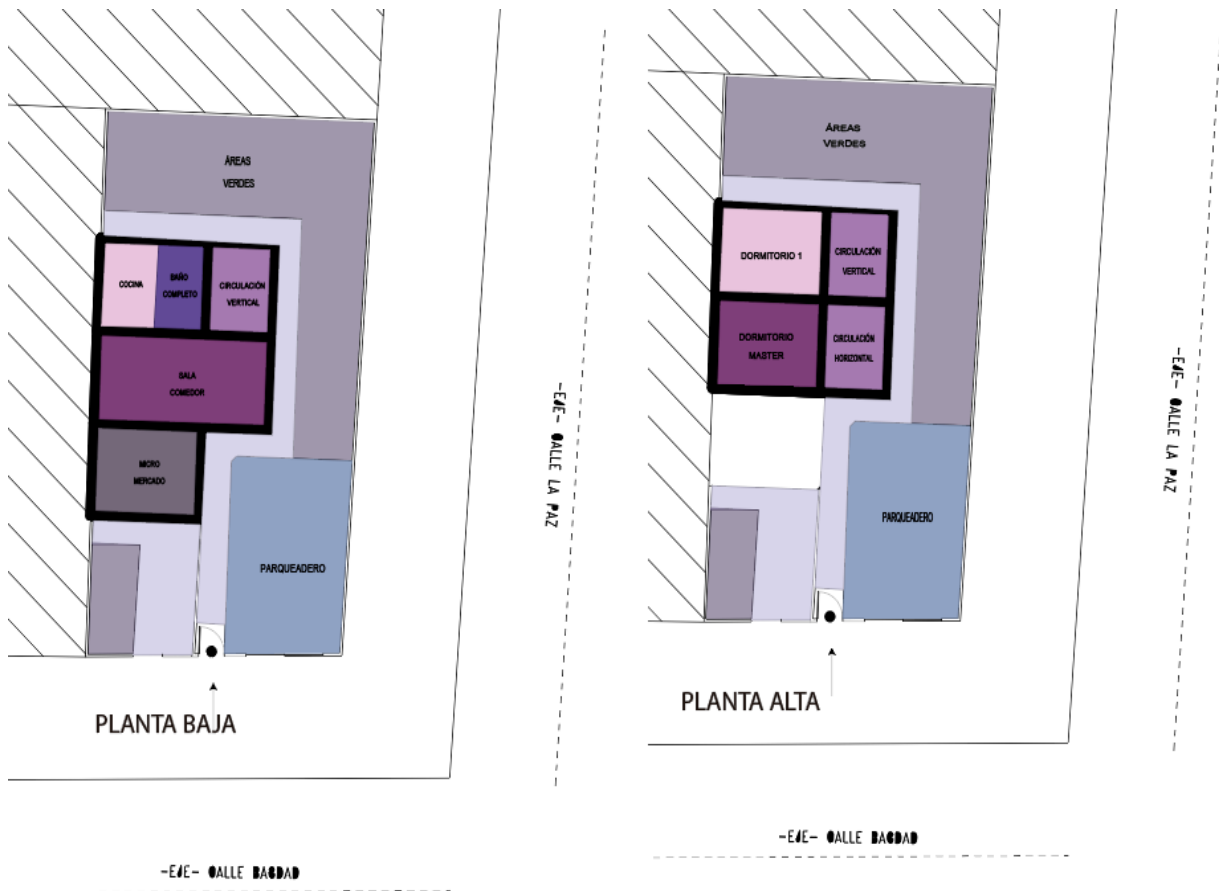 ÁREAS
VERDES
COCINA
BAÑO
COMPLETO
CIRCULACIÓN
VERTICAL
SALA
COMEDOR
MICRO
MERCADO
PARQUEADERO
PLANTA BAJA
-EJE- CALLE LA PAZ
-EJE- CALLE BAGDAD
ÁREAS
VERDES
DORMITORIO 1
CIRCULACIÓN
VERTICAL
DORMITORIO
MASTER
CIRCULACIÓN
HORIZONTAL
PARQUEADERO
PLANTA ALTA
-EJE- CALLE LA PAZ
-EJE- CALLE BAGDAD